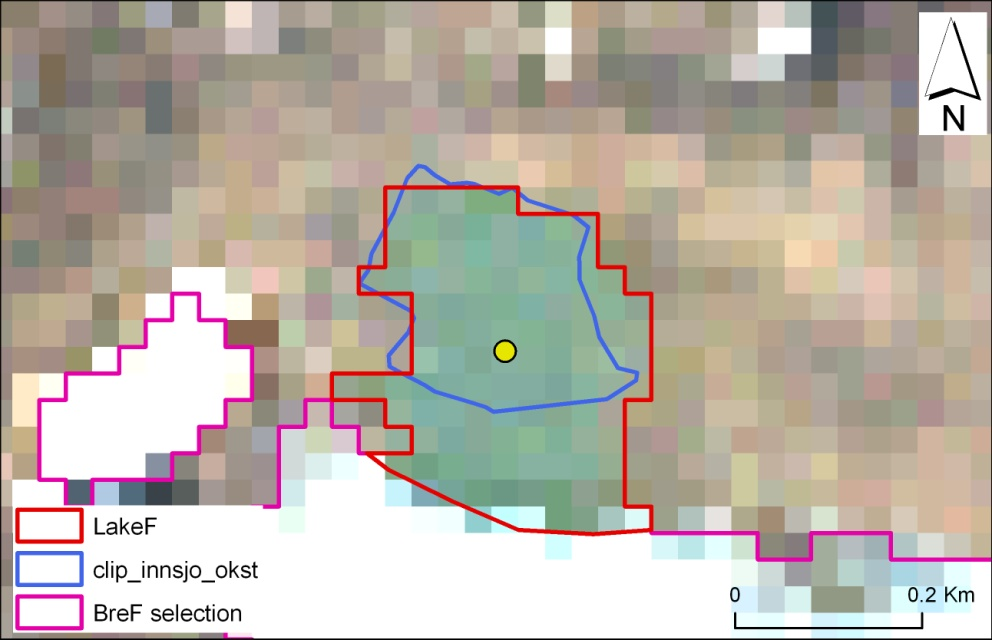 N
LakeF
clip_innsjo_okst
BreF selection
0 0.2 Km